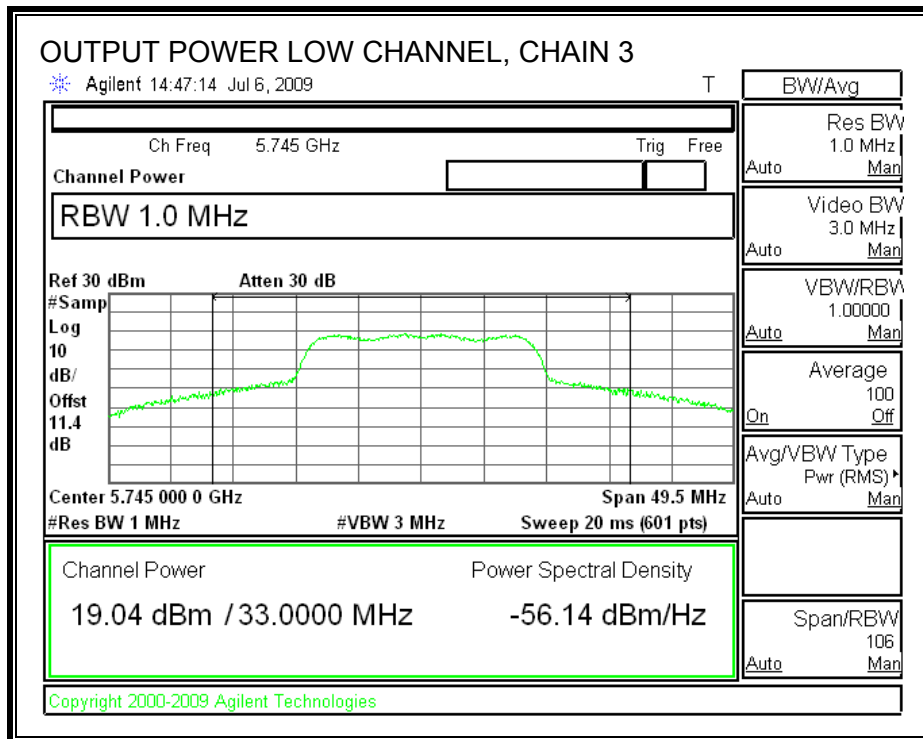 OUTPUT POWER LOW CHANNEL, CHAIN 3
Agilent 14:47:14 Jul 6, 2009 T
Ch Freq 5.745 GHz Trig Free
Channel Power
RBW 1.0 MHz
Ref 30 dBm Atten 30 dB
#Samp
Log
10
dB/
Offst
11.4
dB
Center 5.745 000 0 GHz Span 49.5 MHz
#Res BW 1 MHz #VBW 3 MHz Sweep 20 ms (601 pts)
Channel Power Power Spectral Density
19.04 dBm / 33.0000 MHz -56.14 dBm/Hz
Copyright 2000-2009 Agilent Technologies
BW/Avg
Res BW
1.0 MHz
Auto Man
Video BW
3.0 MHz
Auto Man
VBW/RBW
1.00000
Auto Man
Average
100
On Off
Avg/VBW Type
Pwr (RMS)
Auto Man
Span/RBW
106
Auto Man